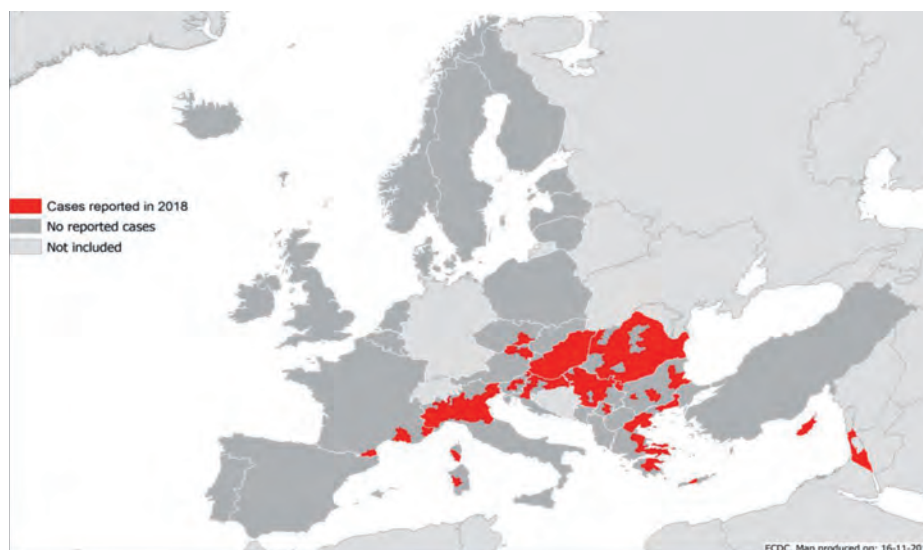 Cases reported in 2018
No reported cases
Not included
ECDC. Map produced on: 16-11-20